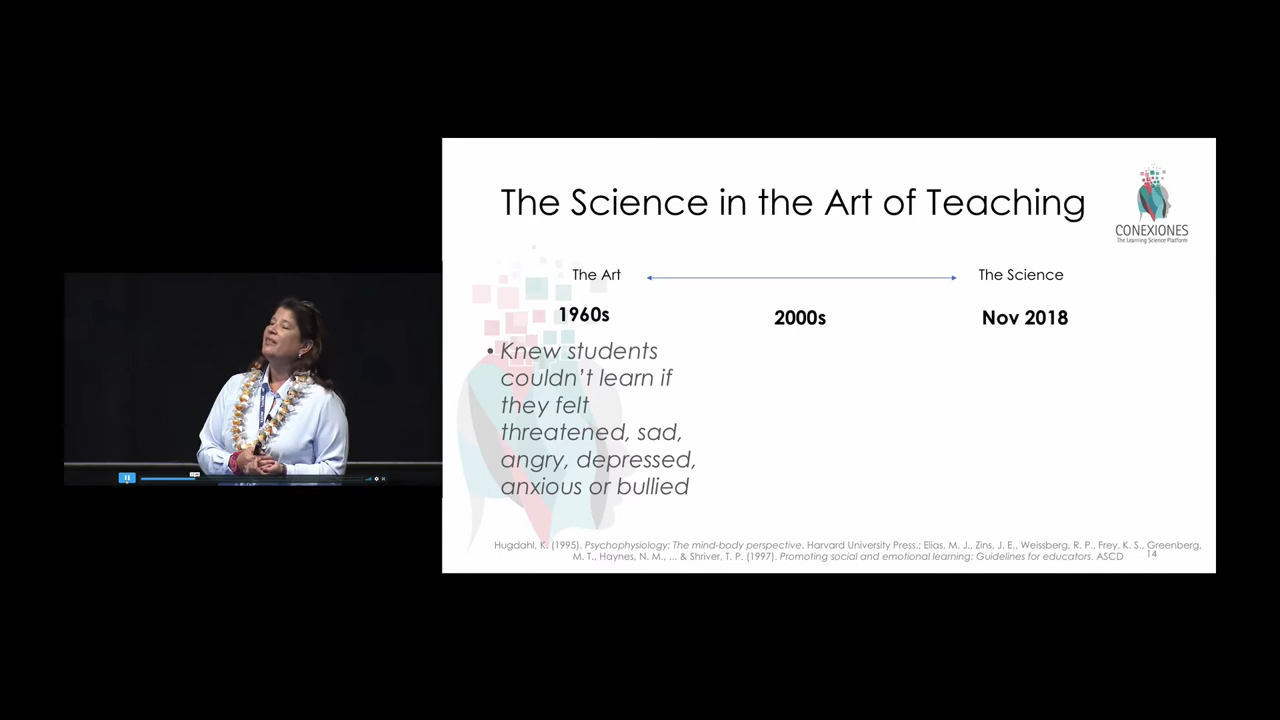 The Science in the Art of Teaching
CONEXIONES
The Learning Science Platform
The Art
The Science
1960s
2000s
Nov 2018
• Knew students
couldn’t learn if
they felt
threatened, sad,
angry, depressed,
anxious or bullied
Hugdahl, K. (1995). Psychophysiology: The mind-body perspective. Harvard University Press.; Elias, M. J., Zins, J. E., Weissberg, R. P., Frey, K. S., Greenberg,
M. T., Haynes, N. M., ... & Shriver, T. P. (1997). Promoting social and emotional learning: Guidelines for educators. ASCD
14